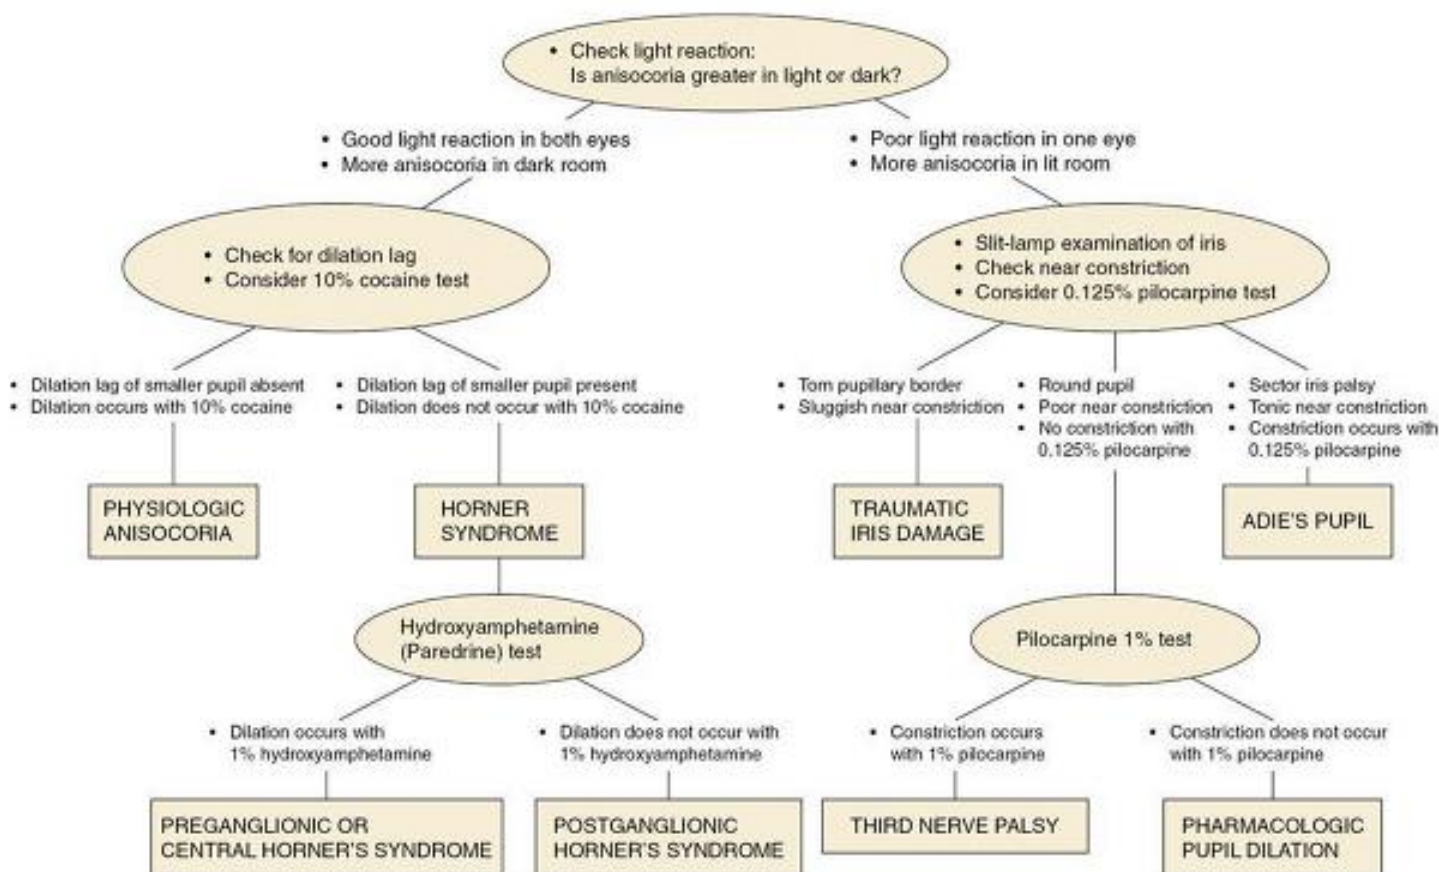 • Check light reaction:
Is anisocoria greater in light or dark?
• Good light reaction in both eyes
• More anisocoria in dark room
• Poor light reaction in one eye
• More anisocoria in lit room
• Check for dilation lag
• Consider 10% cocaine test
• Slit-lamp examination of iris
• Check near constriction
• Consider 0.125% pilocarpine test
• Dilation lag of smaller pupil absent
• Dilation occurs with 10% cocaine
• Dilation lag of smaller pupil present
• Dilation does not occur with 10% cocaine
• Torn pupillary border
• Sluggish near constriction
• Round pupil
• Poor near constriction
• No constriction with
0.125% pilocarpine
• Sector iris palsy
• Tonic near constriction
• Constriction occurs with
0.125% pilocarpine
PHYSIOLOGIC
ANISOCORIA
HORNER
SYNDROME
TRAUMATIC
IRIS DAMAGE
ADIE'S PUPIL
Hydroxyamphetamine
(Paredrine) test
Pilocarpine 1% test
• Dilation occurs with
1% hydroxyamphetamine
• Dilation does not occur with
1% hydroxyamphetamine
• Constriction occurs
with 1% pilocarpine
• Constriction does not occur
with 1% pilocarpine
PREGANGLIONIC OR
CENTRAL HORNER'S SYNDROME
POSTGANGLIONIC
HORNER'S SYNDROME
THIRD NERVE PALSY
PHARMACOLOGIC
PUPIL DILATION